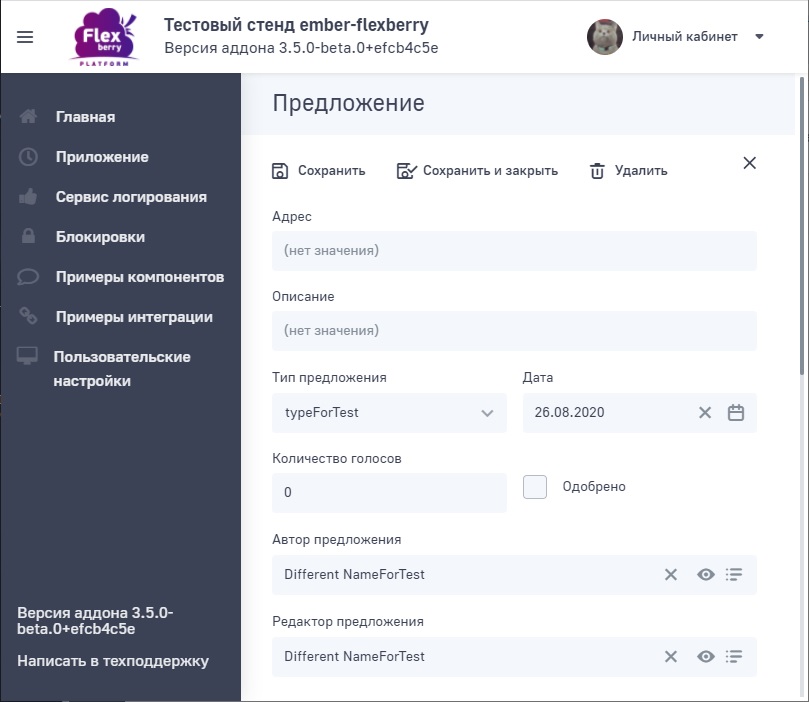 Flex
berry
PLATFORM
Тестовый стенд ember-flexberry
Версия аддона 3.5.0-beta.0+efcb4c5e
Личный кабинет
Главная
Приложение
Сервис логирования
Блокировки
Примеры компонентов
Примеры интеграции
Пользовательские
настройки
Версия аддона 3.5.0-
beta.0+efcb4c5e
Написать в техподдержку
Предложение
Сохранить
Сохранить и закрыть
Удалить
Адрес
(нет значения)
Описание
(нет значения)
Тип предложения
Дата
typeForTest
26.08.2020
Количество голосов
0
Одобрено
Автор предложения
Different NameForTest
Редактор предложения
Different NameForTest